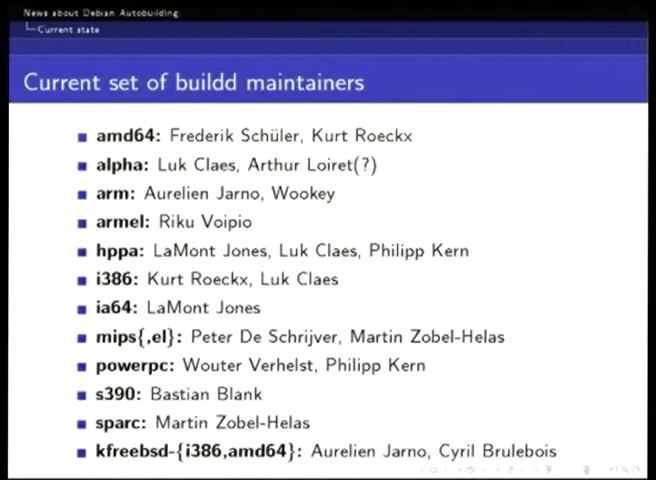 News about Debian Autobuilding
Current state
Current set of buildd maintainers
amd64: Frederik Schüler, Kurt Roeckx
alpha: Luk Claes, Arthur Loiret(?)
arm: Aurelien Jarno, Wookey
armel: Riku Voipio
hppa: LaMont Jones, Luk Claes, Philipp Kern
i386: Kurt Roeckx, Luk Claes
ia64: LaMont Jones
mips{,el}: Peter De Schrijver, Martin Zobel-Helas
powerpc: Wouter Verhelst, Philipp Kern
s390: Bastian Blank
sparc: Martin Zobel-Helas
kfreebsd-{i386,amd64}: Aurelien Jarno, Cyril Brulebois